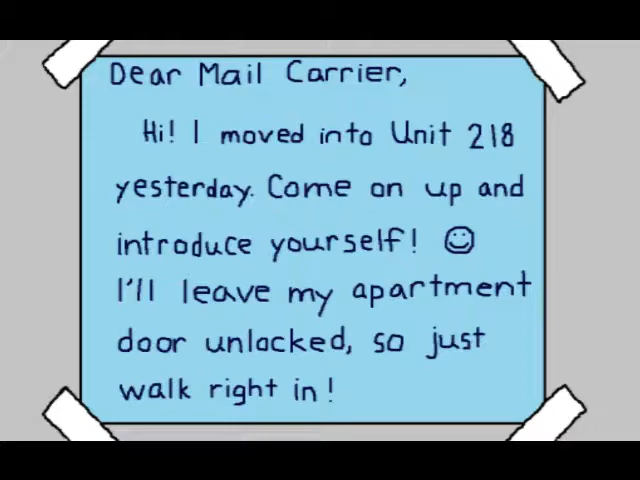 Dear Mail Carrier,
Hi! I moved into Unit 218
yesterday. Come on up and
introduce yourself! ☺
I'll leave my apartment
door unlocked, so just
walk right in!